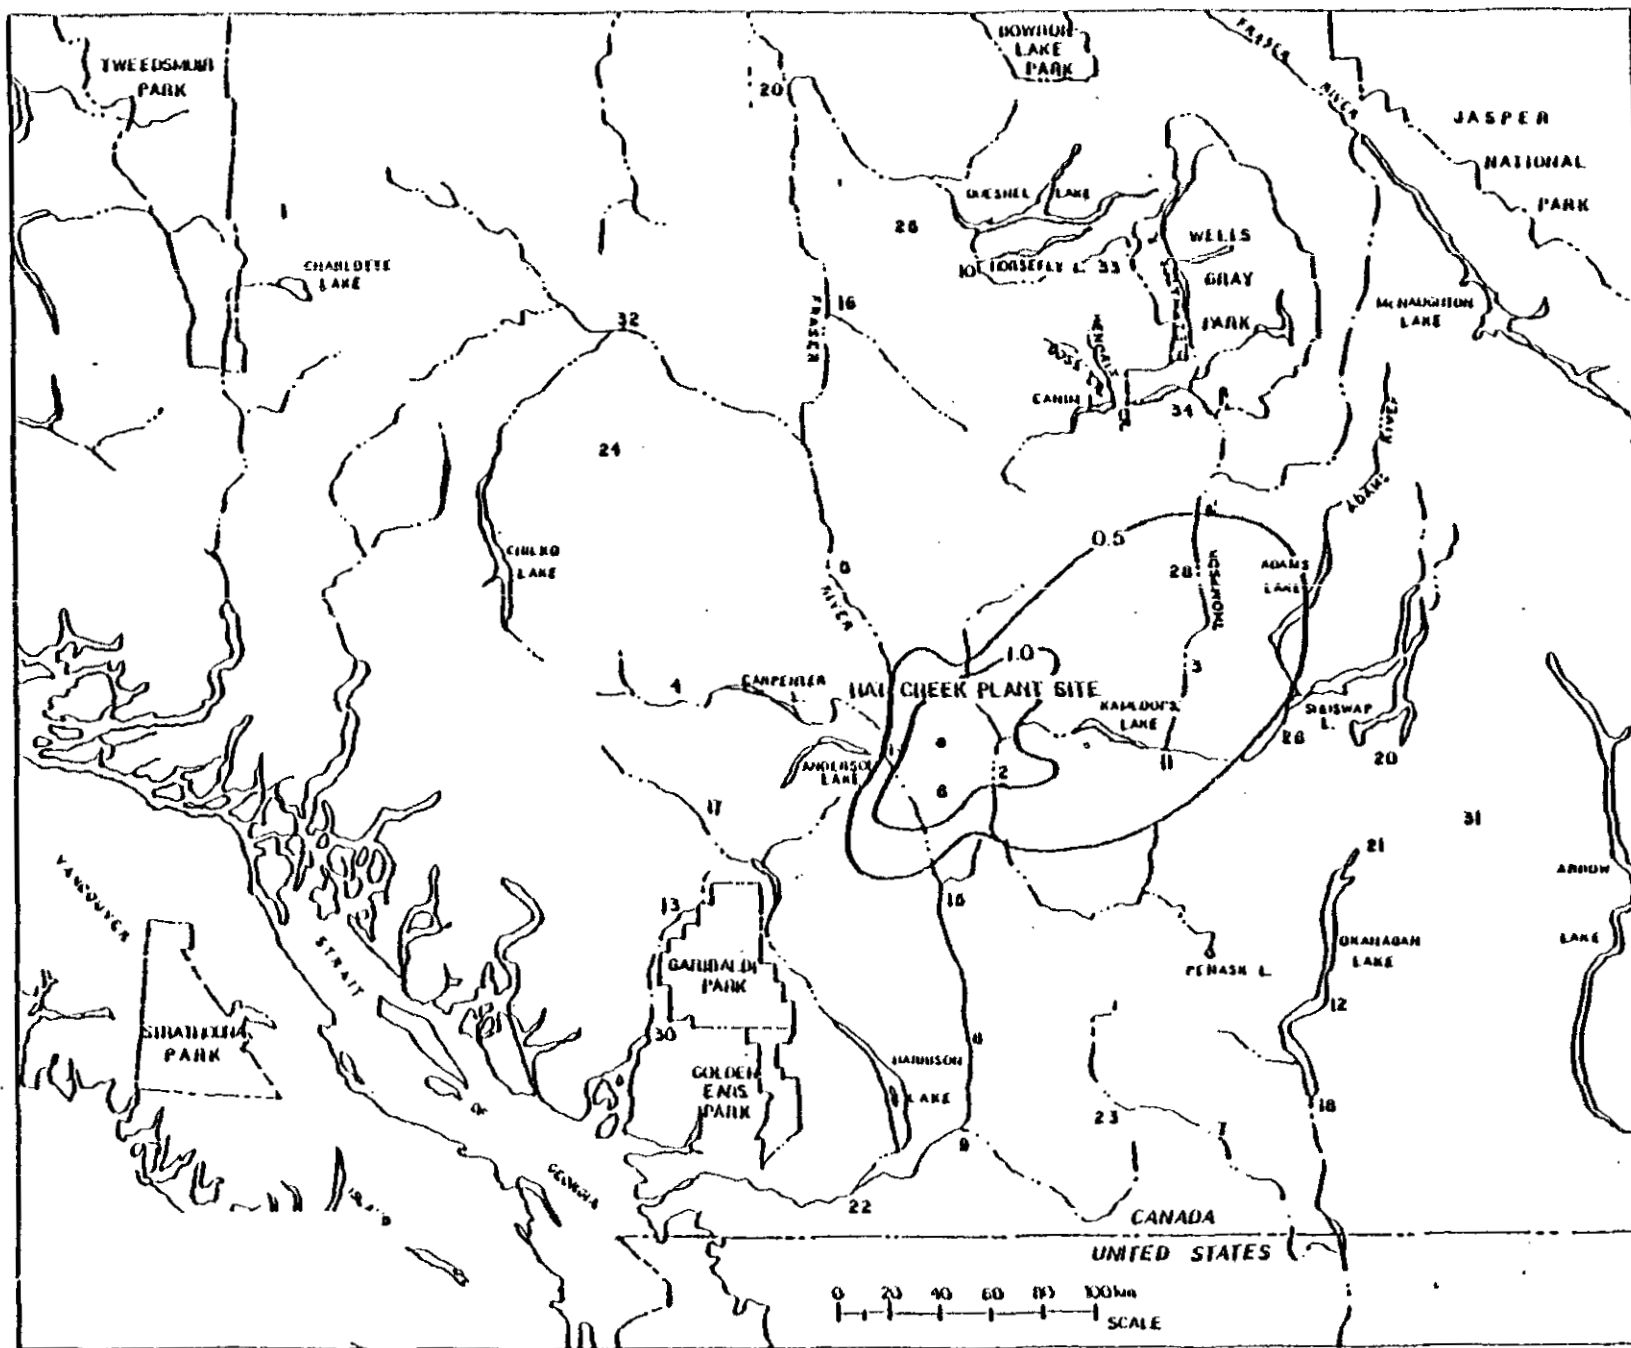 TWEEDSMUIR
PARK
BOWRON
LAKE
PARK
FRASER
RIVER
JASPER
NATIONAL
PARK
20
1
QUESNEL LAKE
26
WELLS
GRAY
PARK
10
HORSEFLY L.
33
CHARLOTTE
LAKE
McNAUGHTON
LAKE
32
FRASER
16
CANIM
34
ADAMS
RIVER
24
0.5
CHILKO
LAKE
RIVER
28
THOMPSON
ADAMS
LAKE
1.0
3
4
CARPENTER
HAT CREEK PLANT SITE
KAMLOOPS
LAKE
SHUSWAP
L.
26
20
ANDERSON
LAKE
2
11
6
17
31
21
VANCOUVER
ARROW
LAKE
13
15
STRAIT
OKANAGAN
LAKE
GARIBALDI
PARK
PENASK L.
12
STRATHCONA
PARK
30
HARRISON
LAKE
GOLDEN
EARS
PARK
OF
23
7
18
9
GEORGIA
ISLAND
22
CANADA
UNITED STATES
0 20 40 60 80 100km
SCALE